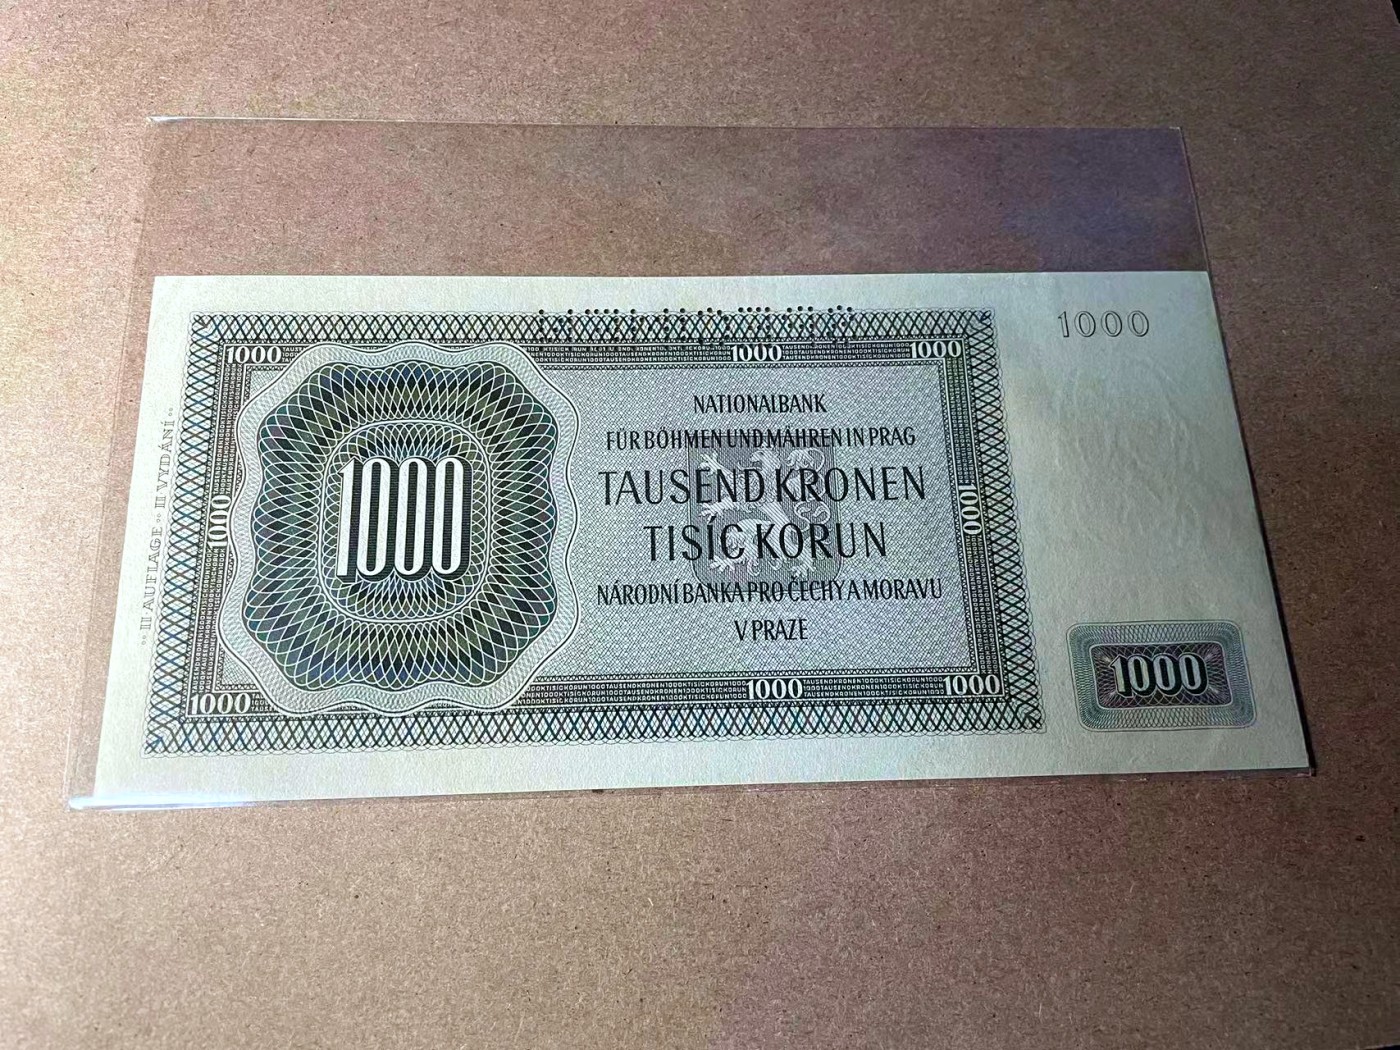 1000
1000 1000 1000
NATIONALBANK
FÜR BÖHMEN UND MÄHREN IN PRAG
TAUSEND KRONEN
TISÍC KORUN
NÁRODNÍ BANKA PRO ČECHY A MORAVU
V PRAZE
1000
1000
1000
II AUFLAGE ** II VYDÁNÍ
1000 1000 1000
1000